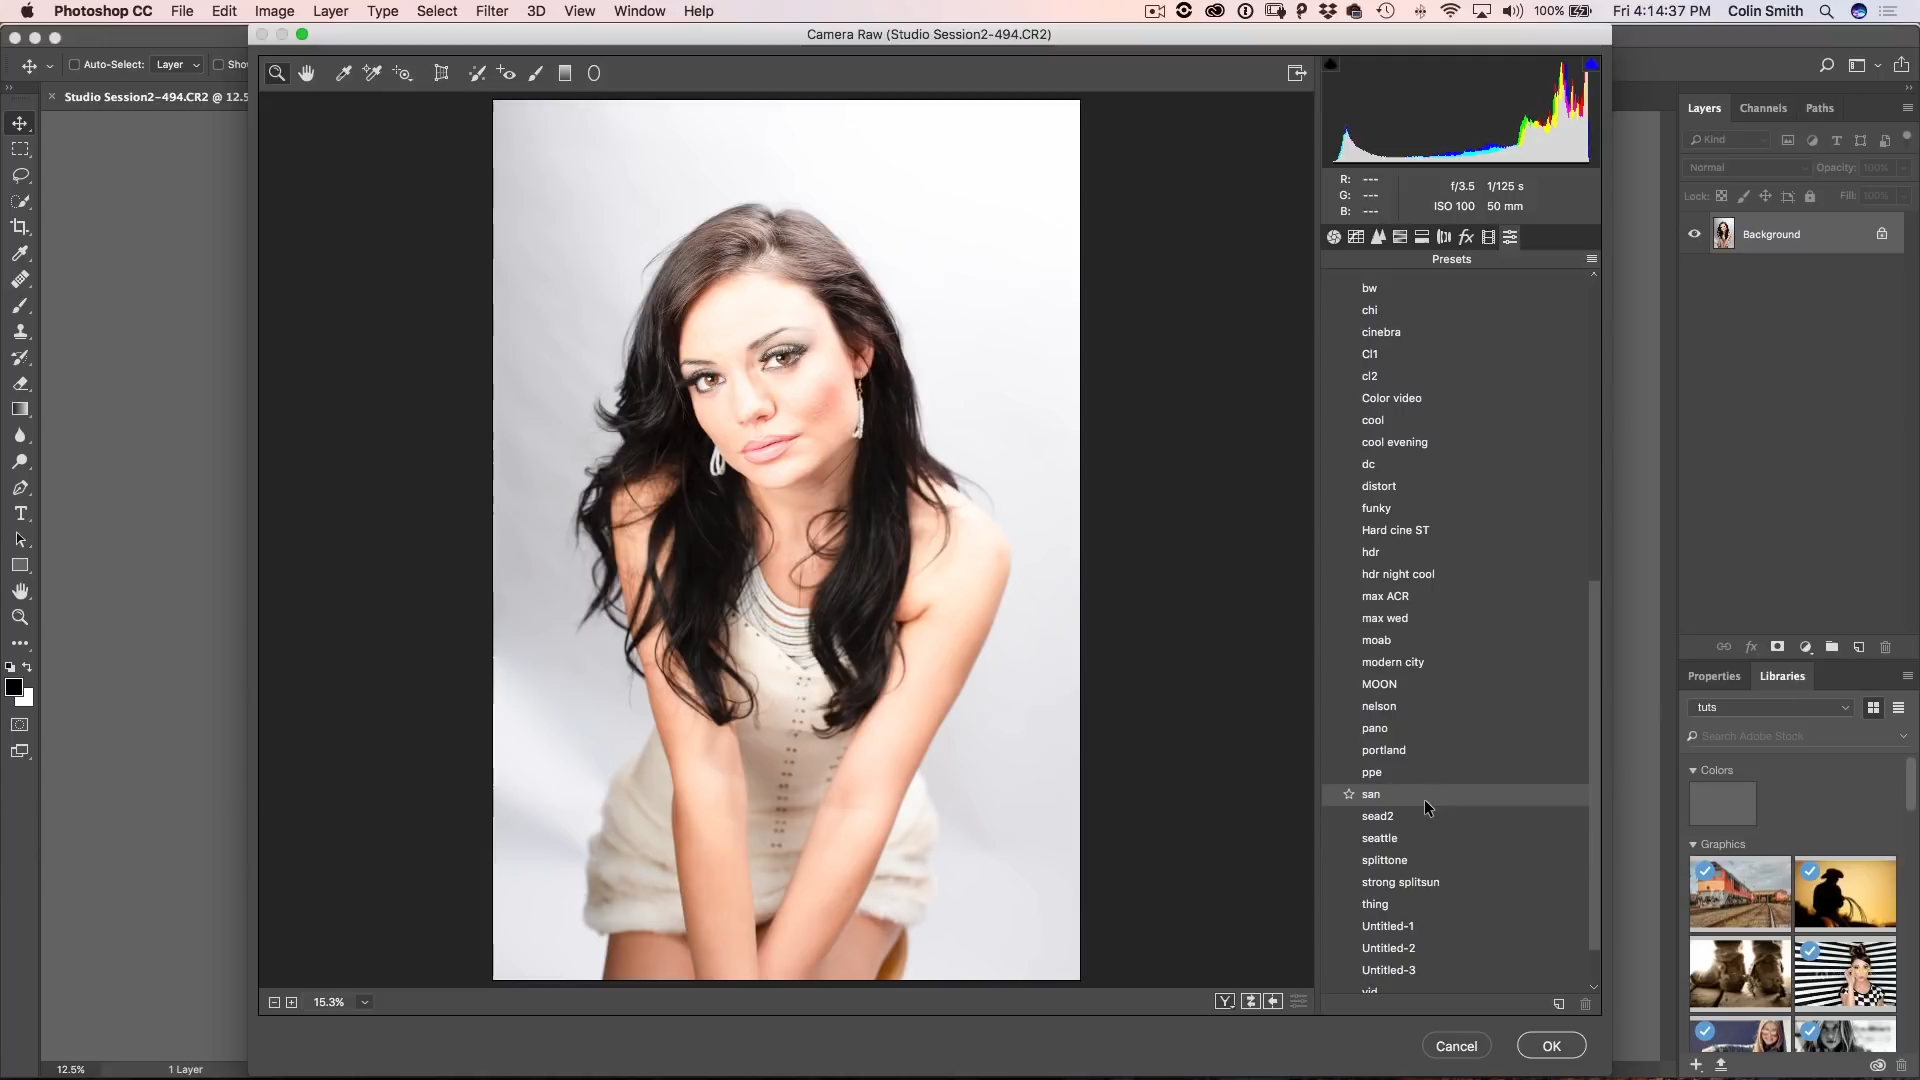 Photoshop CC File Edit Image Layer Type Select Filter 3D View Window Help 100% Fri 4:14:37 PM Colin Smith
Camera Raw (Studio Session2-494.CR2)
Auto-Select: Layer Show
Studio Session2-494.CR2 @ 12.5
R: ---
G: ---
B: ---
f/3.5 1/125 s
ISO 100 50 mm
Presets
bw
chi
cinebra
Cl1
cl2
Color video
cool
cool evening
dc
distort
funky
Hard cine ST
hdr
hdr night cool
max ACR
max wed
moab
modern city
MOON
nelson
pano
portland
ppe
san
sead2
seattle
splittone
strong splitsun
thing
Untitled-1
Untitled-2
Untitled-3
vid
15.3%
Y
Cancel OK
12.5% 1 Layer
Layers Channels Paths
Kind
Normal Opacity: 100%
Lock: Fill: 100%
Background
fx
Properties Libraries
tuts
Search Adobe Stock
Colors
Graphics